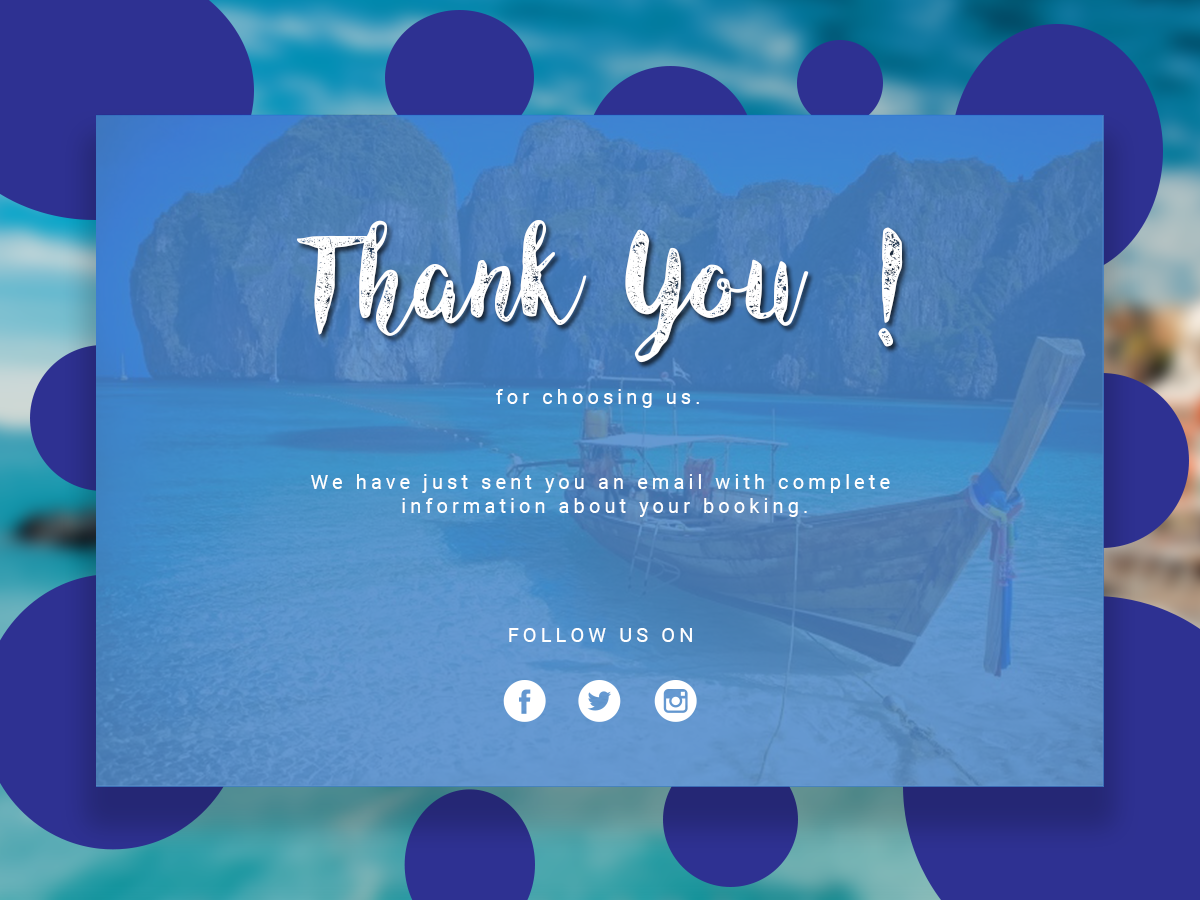 Thank You !
for choosing us.
We have just sent you an email with complete
information about your booking.
FOLLOW US ON